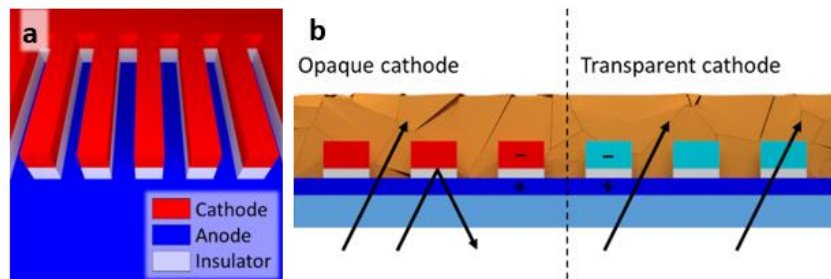 a
Cathode
Anode
Insulator
b
Opaque cathode
Transparent cathode
− −
+ +